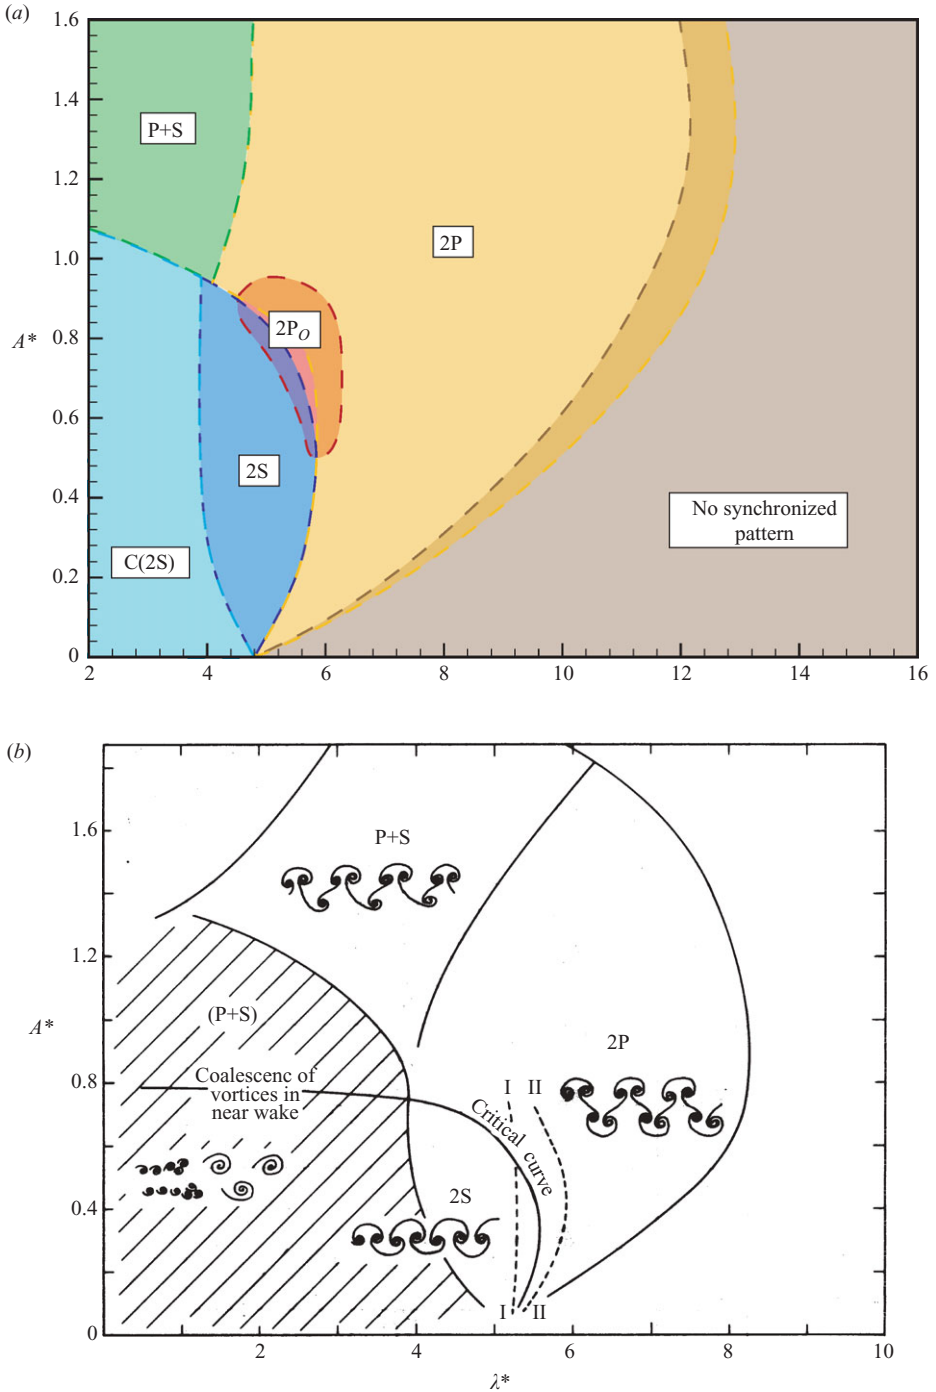 (a)
1.6
1.4
1.2
1.0
0.8
0.6
0.4
0.2
0
A*
P+S
2P
2P_O
2S
C(2S)
No synchronized
pattern
2 4 6 8 10 12 14 16
(b)
1.6
1.2
0.8
0.4
0
A*
P+S
(P+S)
Coalescenc of
vortices in
near wake
Critical curve
2P
I II
2S
I II
2 4 6 8 10
λ*